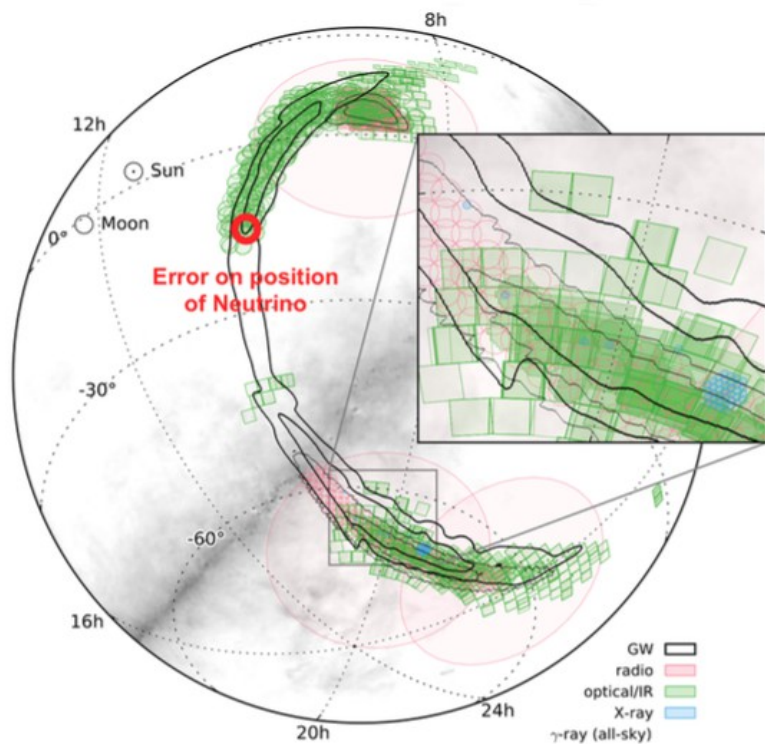 8h
12h
Sun
Moon
0°
Error on position
of Neutrino
-30°
-60°
16h
20h
24h
GW
radio
optical/IR
X-ray
γ-ray (all-sky)